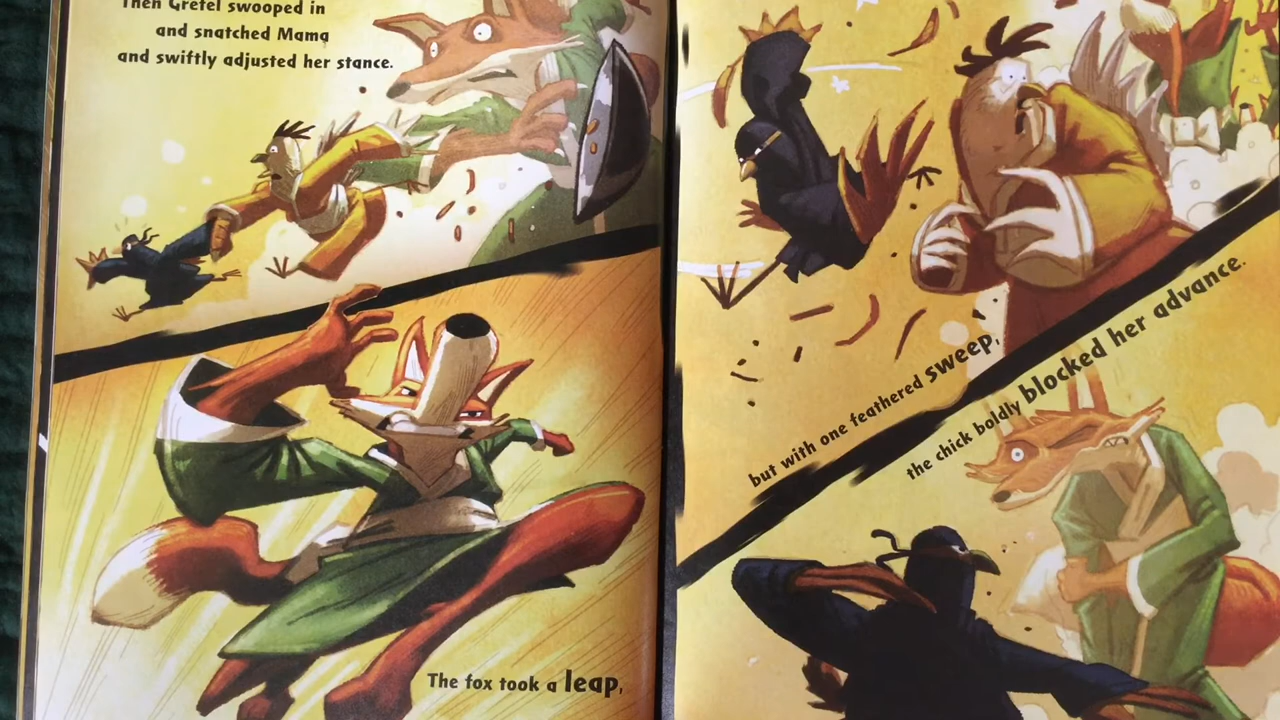 Then Gretel swooped in
and snatched Mama
and swiftly adjusted her stance.
The fox took a leap,
but with one feathered sweep,
the chick boldly blocked her advance.